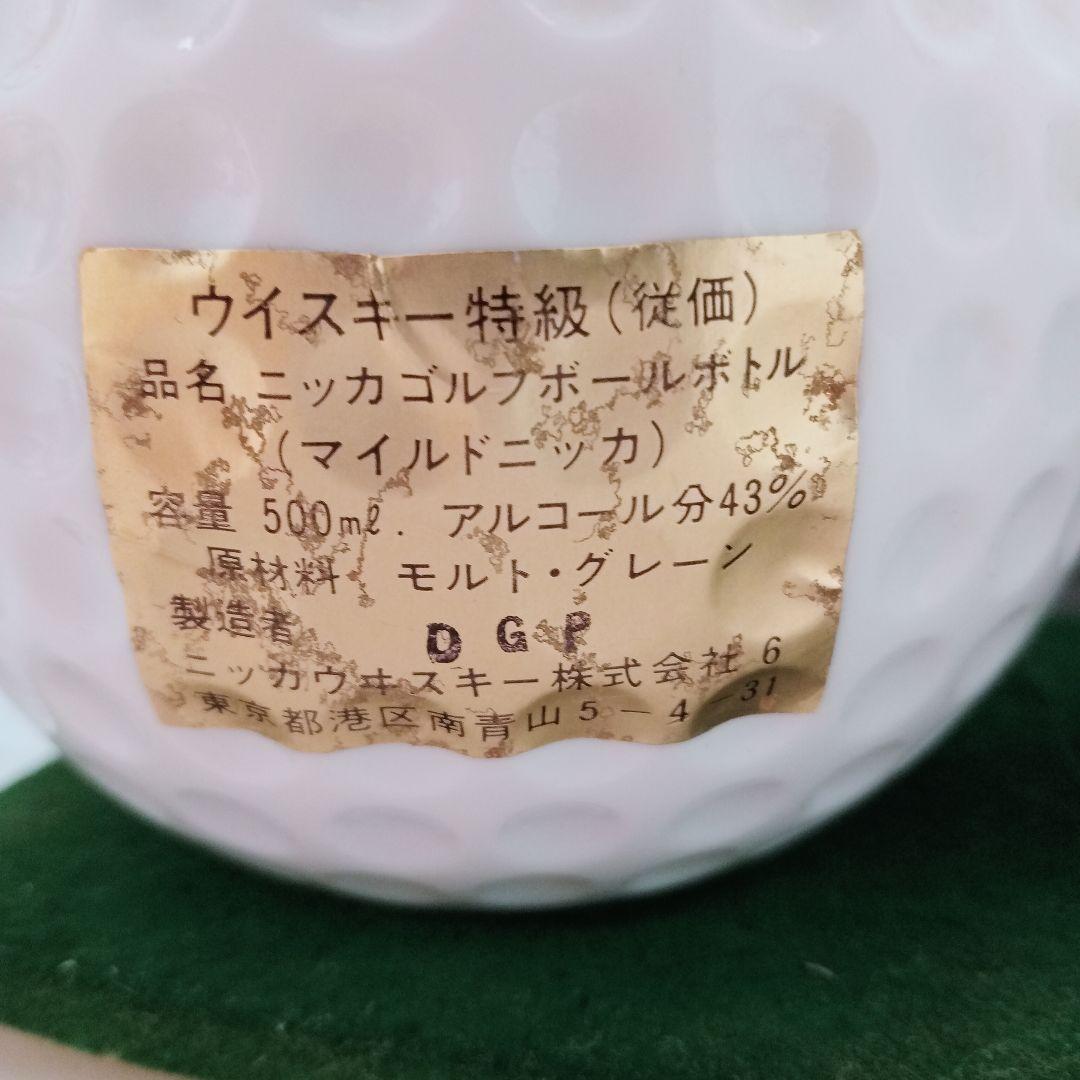 ウイスキー特級(従価)
品名 ニッカゴルフボールボトル
(マイルドニッカ)
容量 500ml. アルコール分43%
原材料 モルト・グレーン
製造者 DGP
ニッカウヰスキー株式会社 6
東京都港区南青山5-4-31